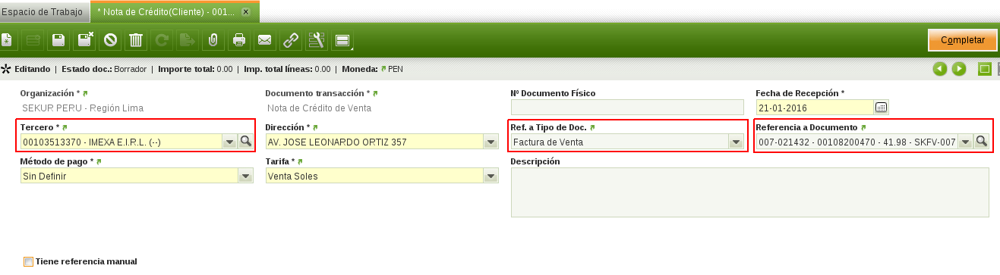 Espacio de Trabajo
* Nota de Crédito(Cliente) - 001...
Completar
Editando | Estado doc.: Borrador | Importe total: 0.00 | Imp. total líneas: 0.00 | Moneda: PEN
Organización *
Documento transacción *
Nº Documento Físico
Fecha de Recepción *
SEKUR PERU - Región Lima
Nota de Crédito de Venta
21-01-2016
Tercero *
Dirección *
Ref. a Tipo de Doc.
Referencia a Documento
00103513370 - IMEXA E.I.R.L. (--)
AV. JOSE LEONARDO ORTIZ 357
Factura de Venta
007-021432 - 00108200470 - 41.98 - SKFV-007
Método de pago *
Tarifa *
Descripción
Sin Definir
Venta Soles
Tiene referencia manual